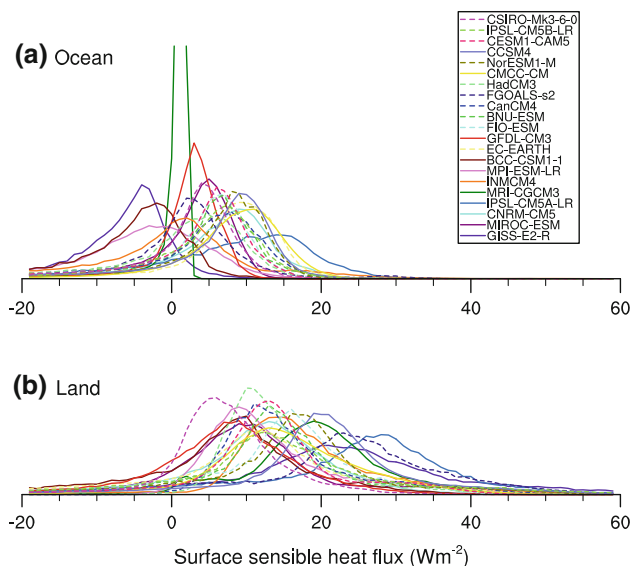 (a) Ocean
CSIRO-Mk3-6-0
IPSL-CM5B-LR
CESM1-CAM5
CCSM4
NorESM1-M
CMCC-CM
HadCM3
FGOALS-s2
CanCM4
BNU-ESM
FIO-ESM
GFDL-CM3
EC-EARTH
BCC-CSM1-1
MPI-ESM-LR
INMCM4
MRI-CGCM3
IPSL-CM5A-LR
CNRM-CM5
MIROC-ESM
GISS-E2-R
-20 0 20 40 60
(b) Land
-20 0 20 40 60
Surface sensible heat flux (Wm-2)